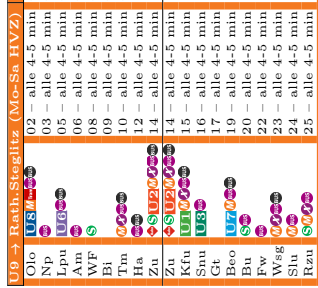 U9 → Rath.Steglitz (Mo-Sa HVZ)
Olo U8 M 02 – alle 4-5 min
Np 03 – alle 4-5 min
Lpu U6 05 – alle 4-5 min
Am 06 – alle 4-5 min
WF S 08 – alle 4-5 min
Bi 09 – alle 4-5 min
Tm M X 10 – alle 4-5 min
Ha 12 – alle 4-5 min
Zu S U2 M X 14 – alle 4-5 min
Zu S U2 M X 14 – alle 4-5 min
Kfu U1 M X 15 – alle 4-5 min
Snu U3 16 – alle 4-5 min
Gt 17 – alle 4-5 min
Beo U7 M 19 – alle 4-5 min
Bu S 20 – alle 4-5 min
Fw 22 – alle 4-5 min
Wsg M X 23 – alle 4-5 min
Slu M 24 – alle 4-5 min
Rzu S M X 25 – alle 4-5 min